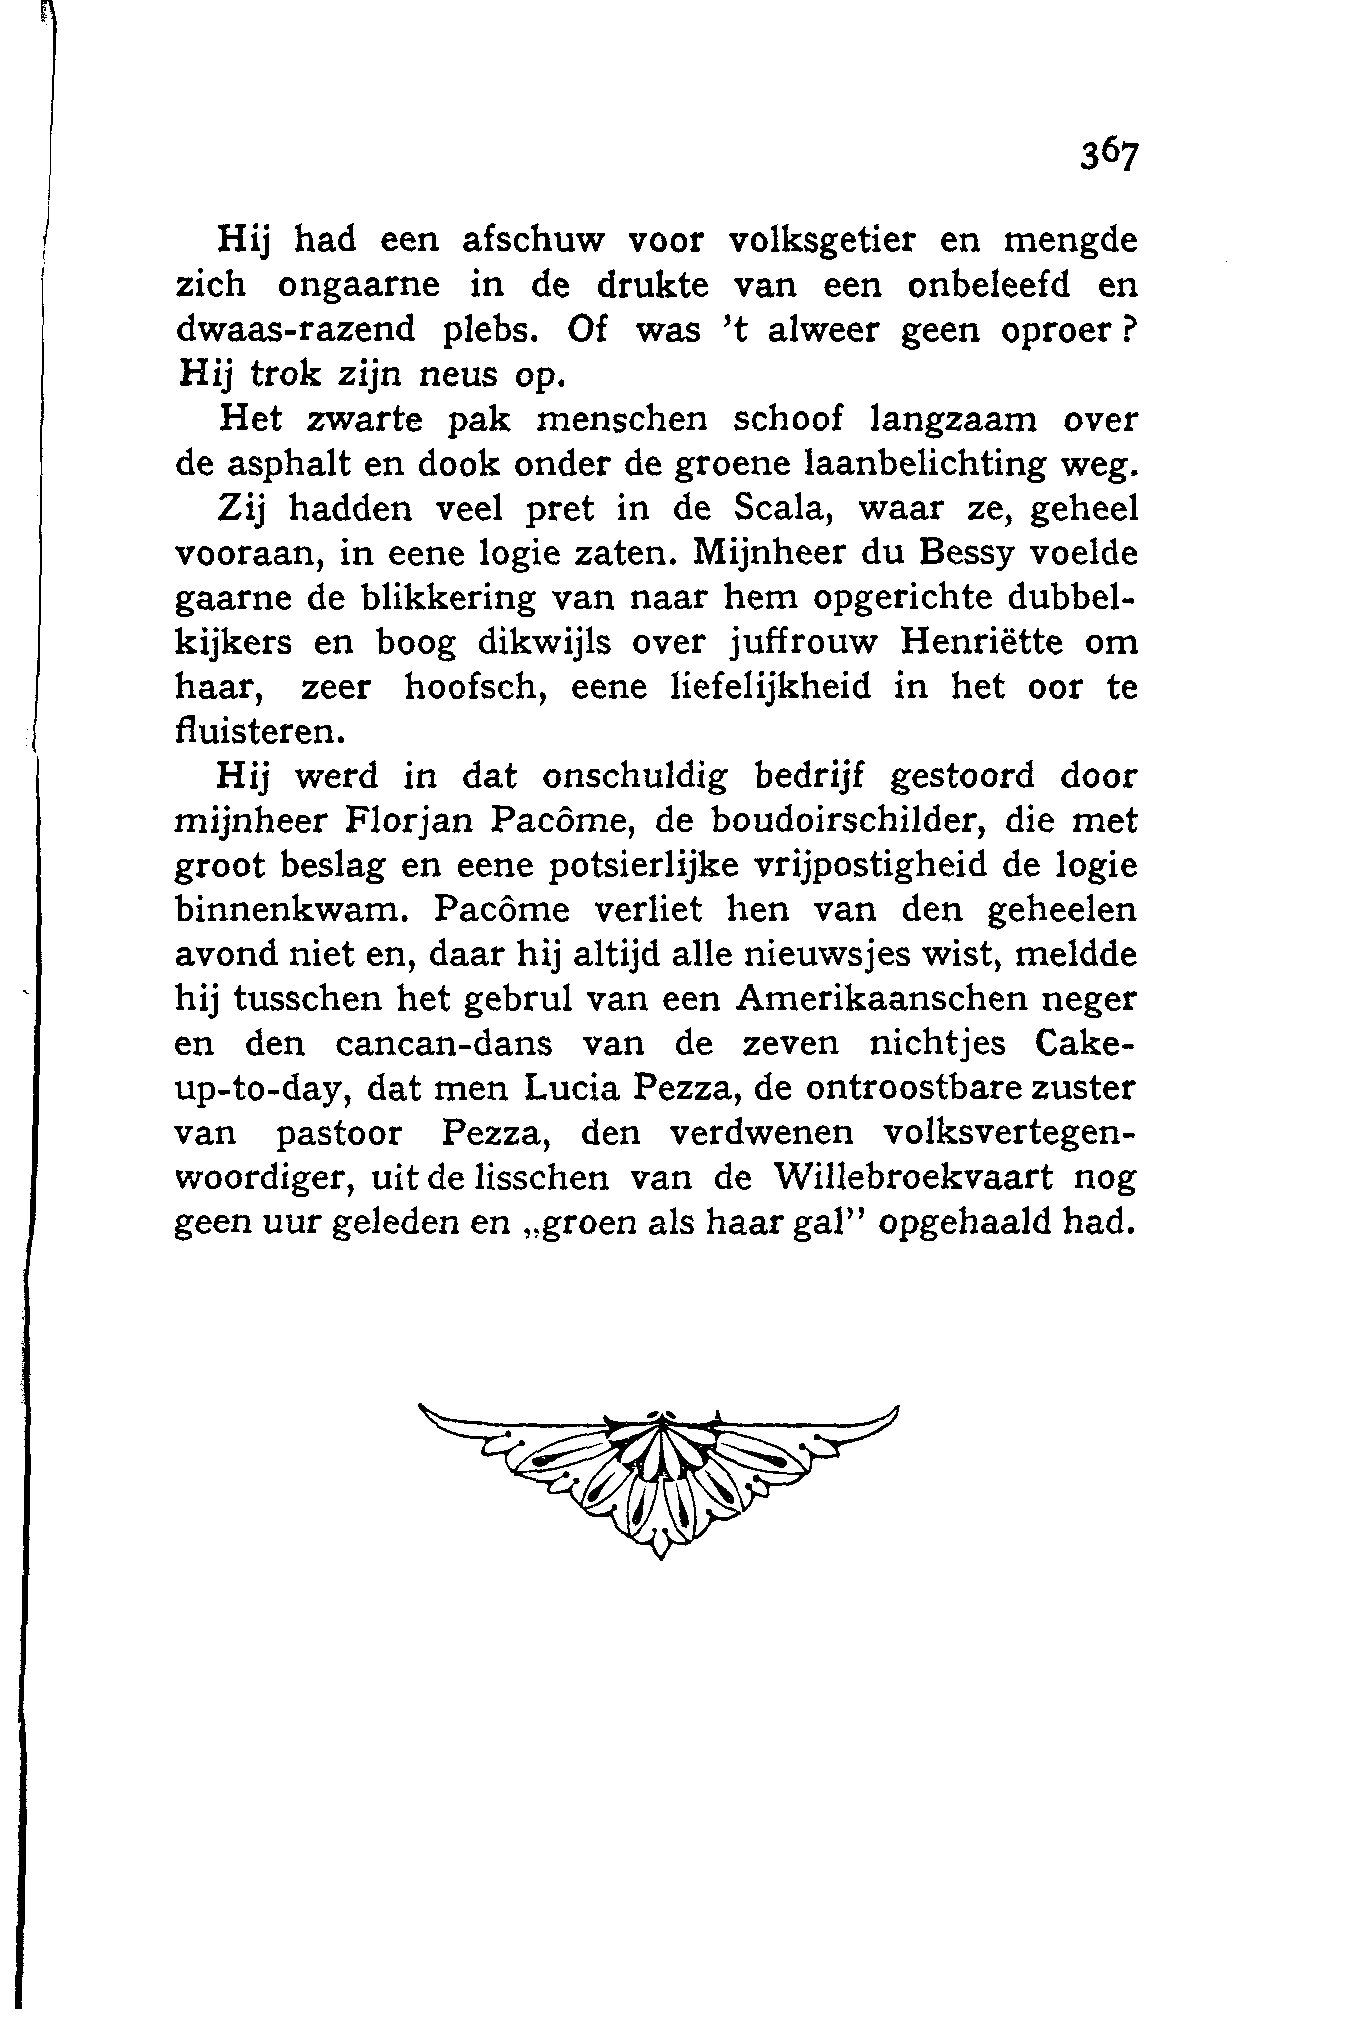 367
Hij had een afschuw voor volksgetier en mengde
zich ongaarne in de drukte van een onbeleefd en
dwaas-razend plebs. Of was 't alweer geen oproer?
Hij trok zijn neus op.
Het zwarte pak menschen schoof langzaam over
de asphalt en dook onder de groene laanbelichting weg.
Zij hadden veel pret in de Scala, waar ze, geheel
vooraan, in eene logie zaten. Mijnheer du Bessy voelde
gaarne de blikkering van naar hem opgerichte dubbel-
kijkers en boog dikwijls over juffrouw Henriëtte om
haar, zeer hoofsch, eene liefelijkheid in het oor te
fluisteren.
Hij werd in dat onschuldig bedrijf gestoord door
mijnheer Florjan Pacôme, de boudoirschilder, die met
groot beslag en eene potsierlijke vrijpostigheid de logie
binnenkwam. Pacôme verliet hen van den geheelen
avond niet en, daar hij altijd alle nieuwsjes wist, meldde
hij tusschen het gebrul van een Amerikaanschen neger
en den cancan-dans van de zeven nichtjes Cake-
up-to-day, dat men Lucia Pezza, de ontroostbare zuster
van pastoor Pezza, den verdwenen volksvertegen-
woordiger, uit de lisschen van de Willebroekvaart nog
geen uur geleden en „groen als haar gal” opgehaald had.